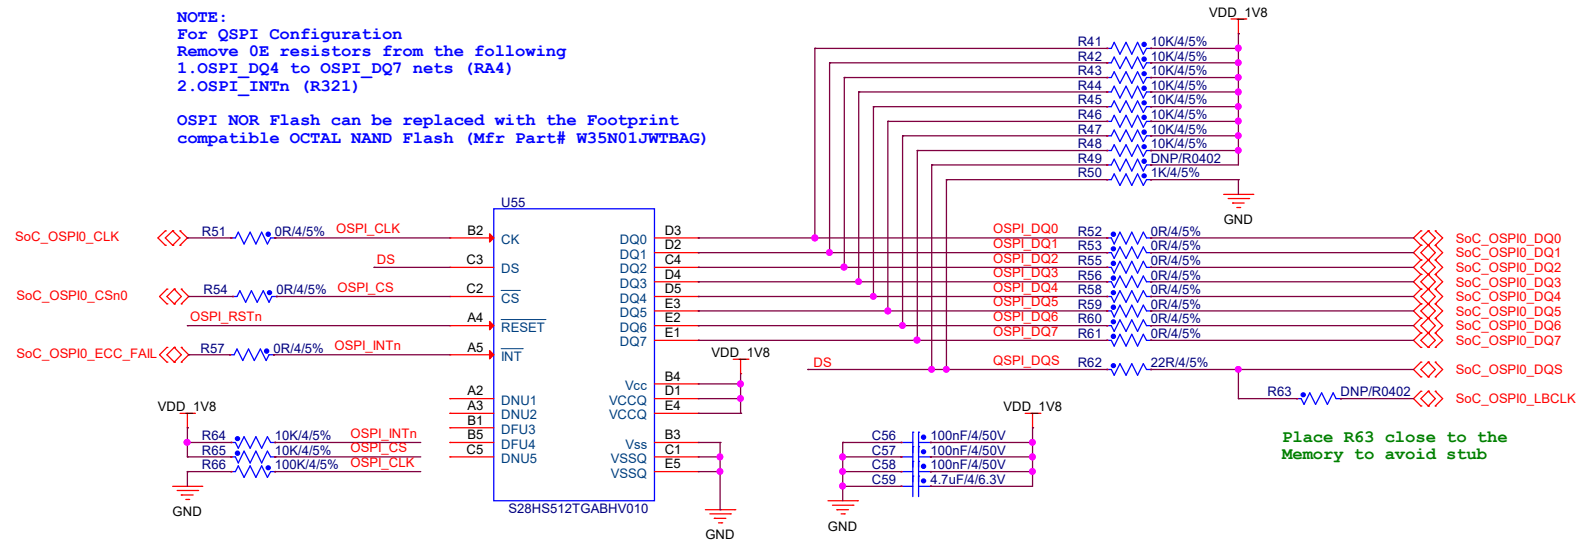 NOTE:
For QSPI Configuration
Remove 0E resistors from the following
1.OSPI_DQ4 to OSPI_DQ7 nets (RA4)
2.OSPI_INTn (R321)
OSPI NOR Flash can be replaced with the Footprint
compatible OCTAL NAND Flash (Mfr Part# W35N01JWTBAG)
VDD_1V8
R41 10K/4/5%
R42 10K/4/5%
R43 10K/4/5%
R44 10K/4/5%
R45 10K/4/5%
R46 10K/4/5%
R47 10K/4/5%
R48 10K/4/5%
R49 DNP/R0402
R50 1K/4/5%
GND
U55
SoC_OSPI0_CLK R51 0R/4/5% OSPI_CLK B2 CK
DS C3 DS
SoC_OSPI0_CSn0 R54 0R/4/5% OSPI_CS C2 CS
OSPI_RSTn A4 RESET
SoC_OSPI0_ECC_FAIL R57 0R/4/5% OSPI_INTn A5 INT
A2 DNU1
A3 DNU2
B1 DFU3
B5 DFU4
C5 DNU5
DQ0 D3 OSPI_DQ0 R52 0R/4/5% SoC_OSPI0_DQ0
DQ1 D2 OSPI_DQ1 R53 0R/4/5% SoC_OSPI0_DQ1
DQ2 C4 OSPI_DQ2 R55 0R/4/5% SoC_OSPI0_DQ2
DQ3 D4 OSPI_DQ3 R56 0R/4/5% SoC_OSPI0_DQ3
DQ4 D5 OSPI_DQ4 R58 0R/4/5% SoC_OSPI0_DQ4
DQ5 E3 OSPI_DQ5 R59 0R/4/5% SoC_OSPI0_DQ5
DQ6 E2 OSPI_DQ6 R60 0R/4/5% SoC_OSPI0_DQ6
DQ7 E1 OSPI_DQ7 R61 0R/4/5% SoC_OSPI0_DQ7
VDD_1V8
DS QSPI_DQS R62 22R/4/5% SoC_OSPI0_DQS
R63 DNP/R0402 SoC_OSPI0_LBCLK
Vcc B4
VCCQ D1
VCCQ E4
Vss B3
VSSQ C1
VSSQ E5
GND
S28HS512TGABHV010
VDD_1V8
R64 10K/4/5% OSPI_INTn
R65 10K/4/5% OSPI_CS
R66 100K/4/5% OSPI_CLK
GND
VDD_1V8
C56 100nF/4/50V
C57 100nF/4/50V
C58 100nF/4/50V
C59 4.7uF/4/6.3V
GND
Place R63 close to the
Memory to avoid stub